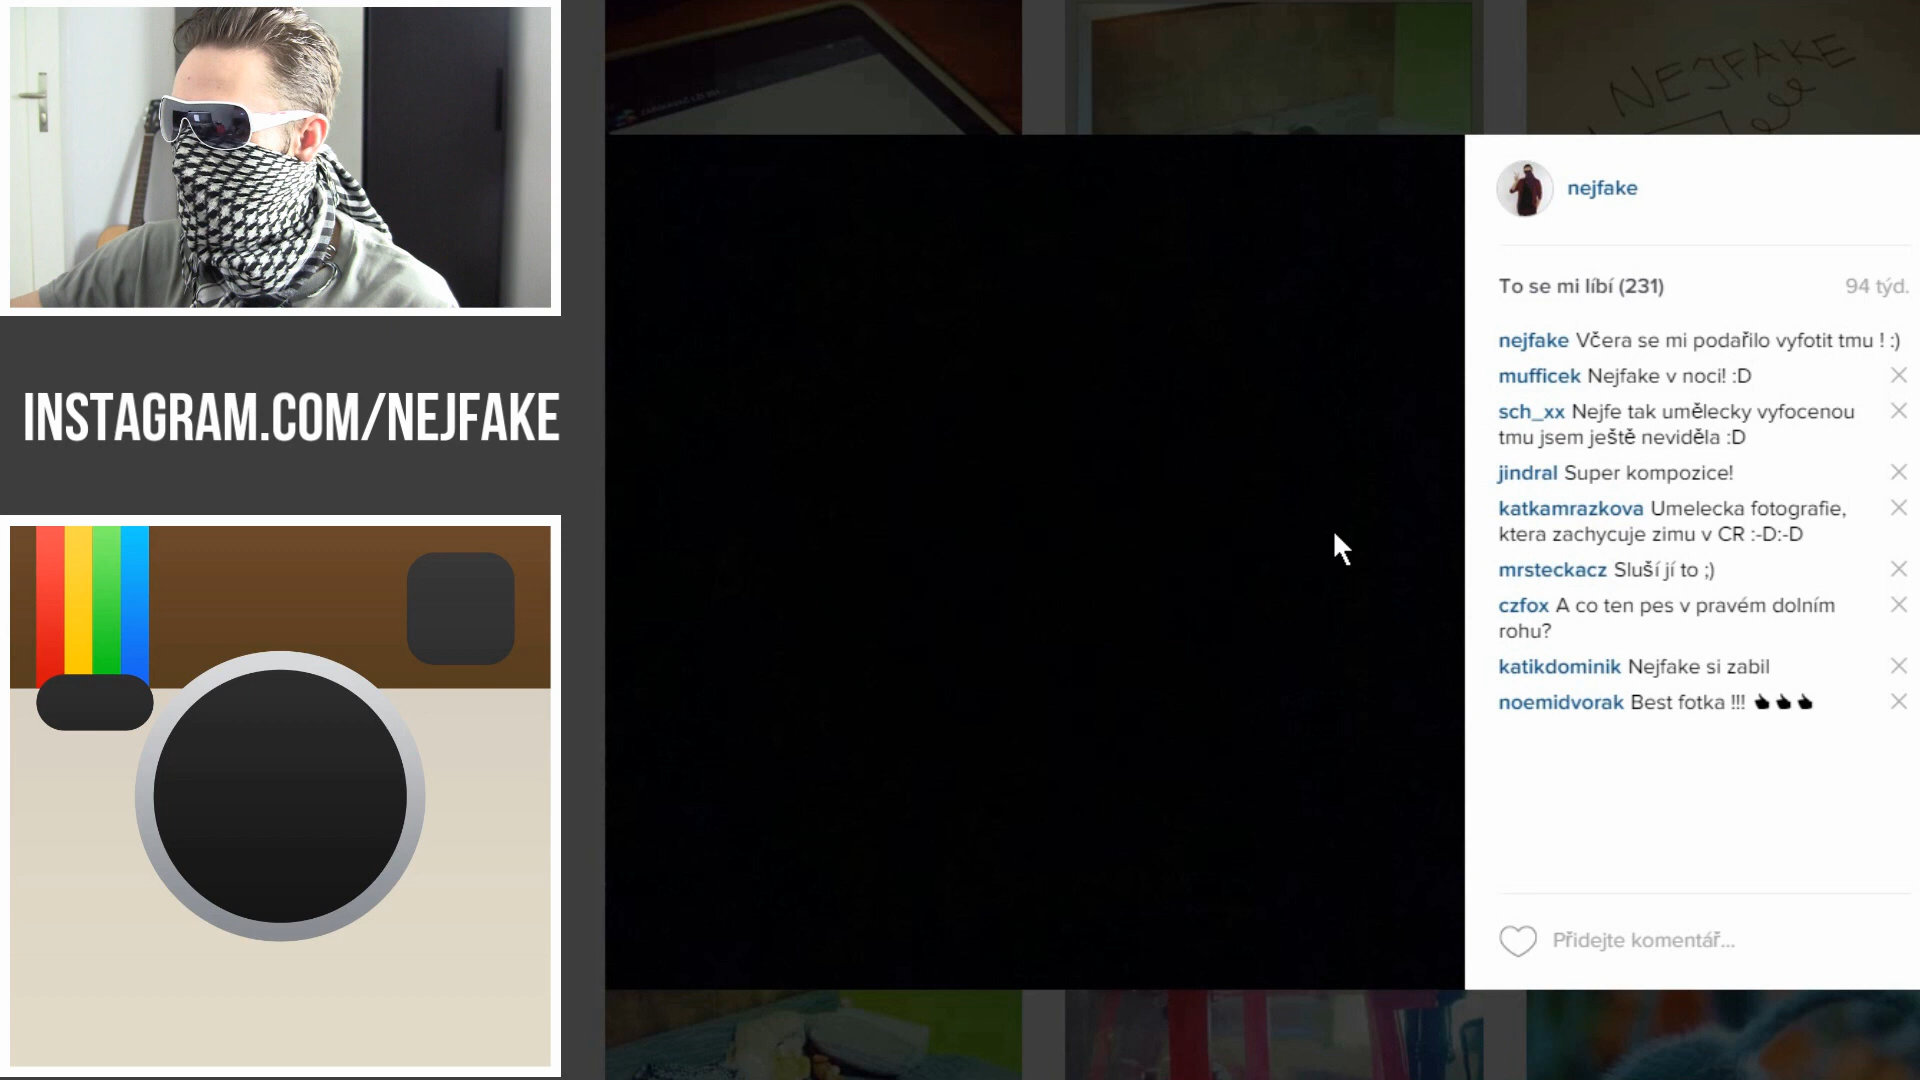 INSTAGRAM.COM/NEJFAKE
NEJFAKE
nejfake
To se mi líbí (231) 94 týd.
nejfake Včera se mi podařilo vyfotit tmu ! :)
mufficek Nejfake v noci! :D
sch_xx Nejfe tak umělecky vyfocenou
tmu jsem ještě neviděla :D
jindral Super kompozice!
katkamrazkova Umelecka fotografie,
ktera zachycuje zimu v CR :-D:-D
mrsteckacz Sluší jí to ;)
czfox A co ten pes v pravém dolním
rohu?
katikdominik Nejfake si zabil
noemidvorak Best fotka !!!
Přidejte komentář...